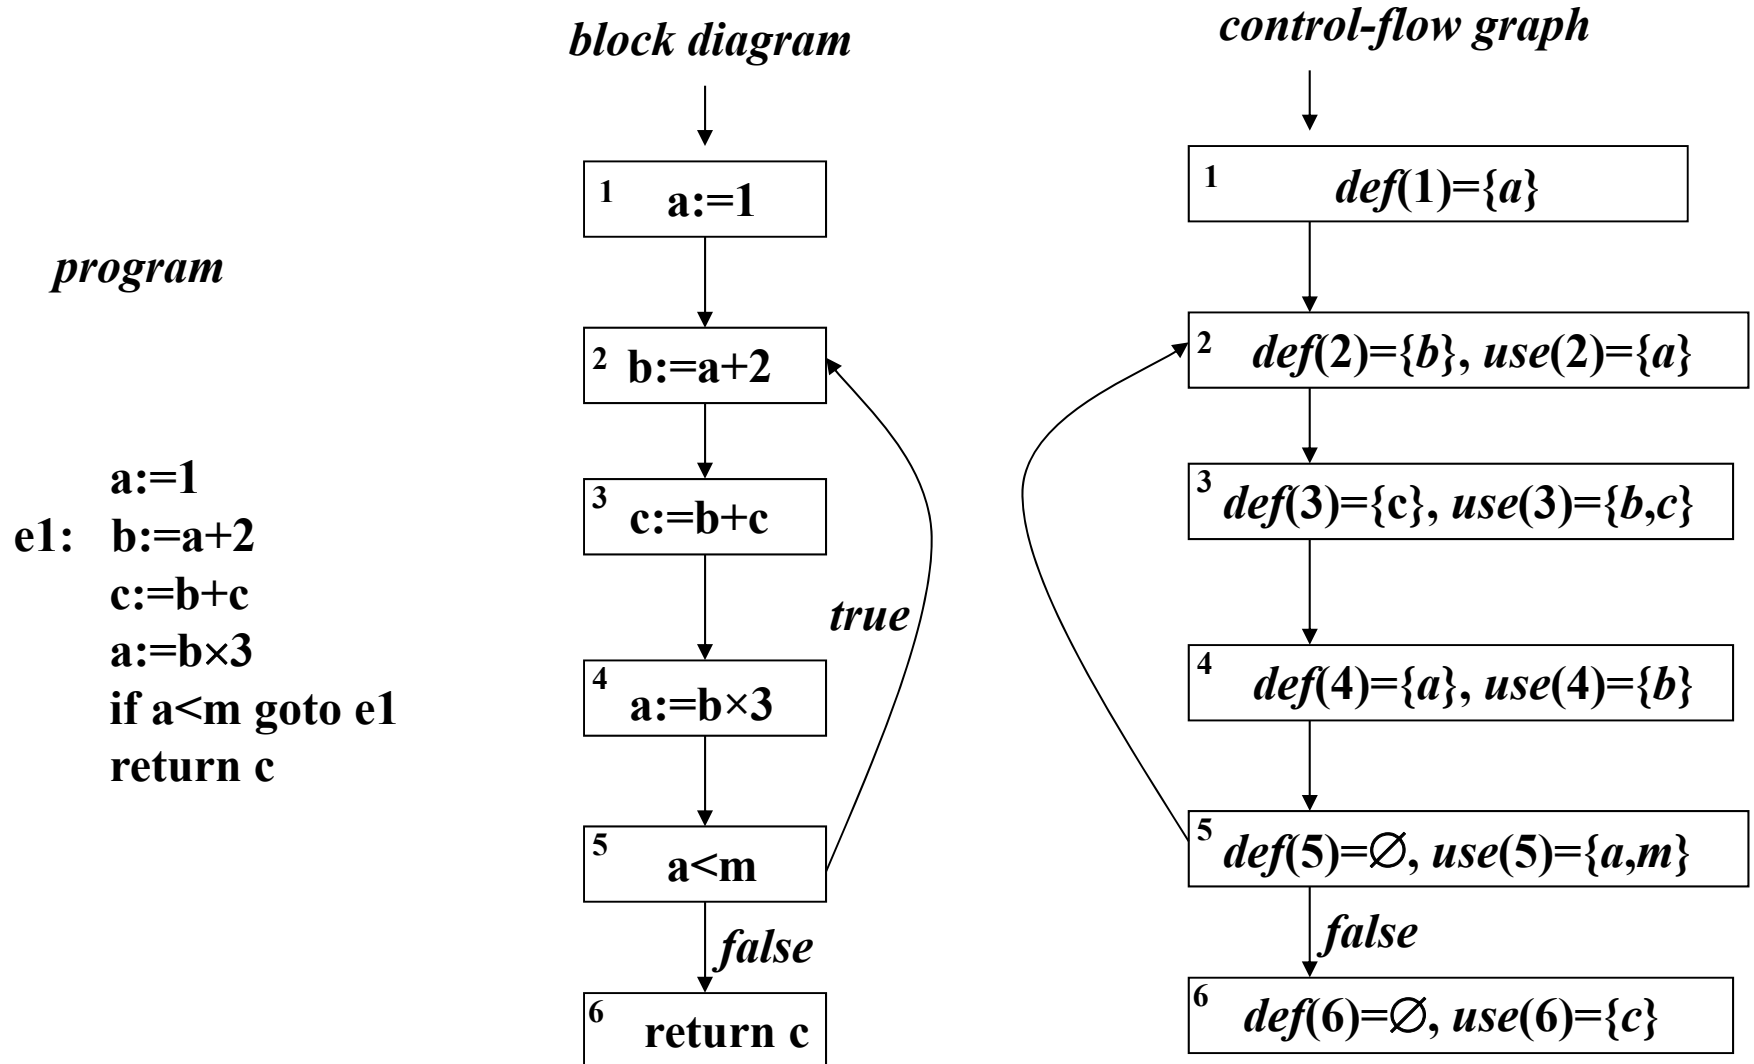 program
a:=1
e1: b:=a+2
c:=b+c
a:=b×3
if a<m goto e1
return c
block diagram
1 a:=1
2 b:=a+2
3 c:=b+c
4 a:=b×3
5 a<m
true
false
6 return c
control-flow graph
1 def(1)={a}
2 def(2)={b}, use(2)={a}
3 def(3)={c}, use(3)={b,c}
4 def(4)={a}, use(4)={b}
5 def(5)=∅, use(5)={a,m}
false
6 def(6)=∅, use(6)={c}